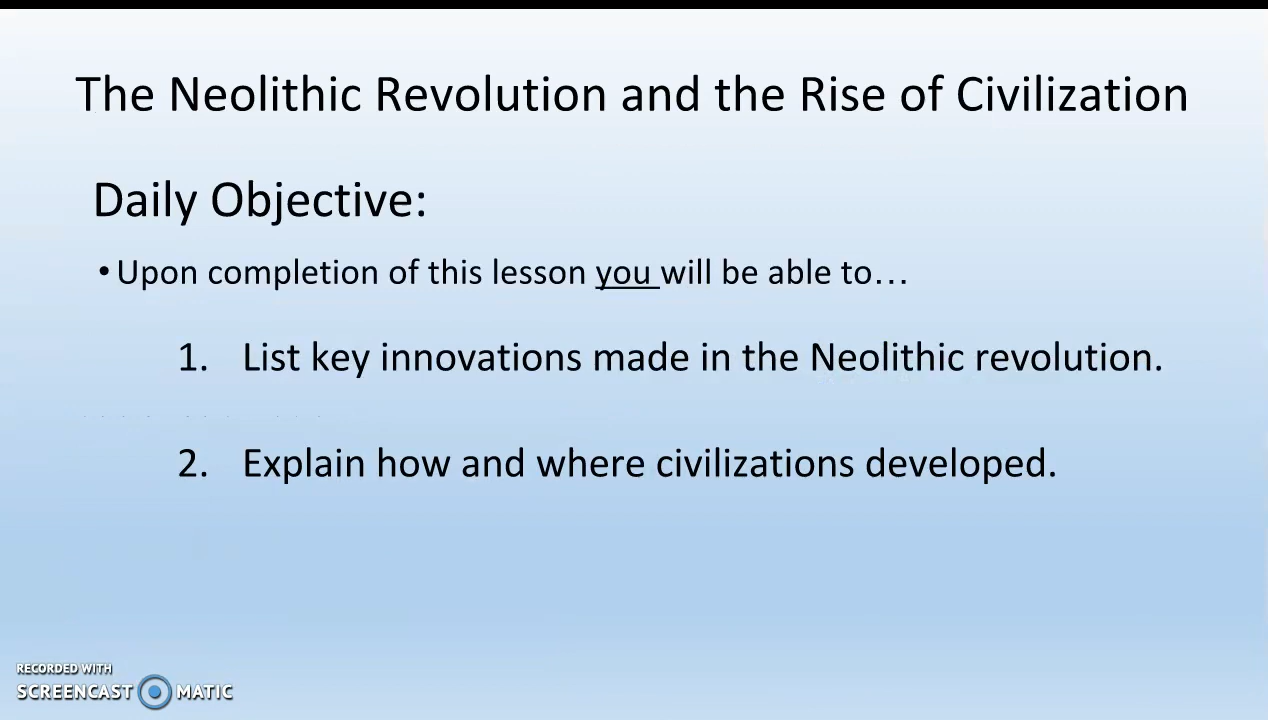 The Neolithic Revolution and the Rise of Civilization
Daily Objective:
• Upon completion of this lesson you will be able to…
1. List key innovations made in the Neolithic revolution.
2. Explain how and where civilizations developed.
RECORDED WITH
SCREENCAST MATIC